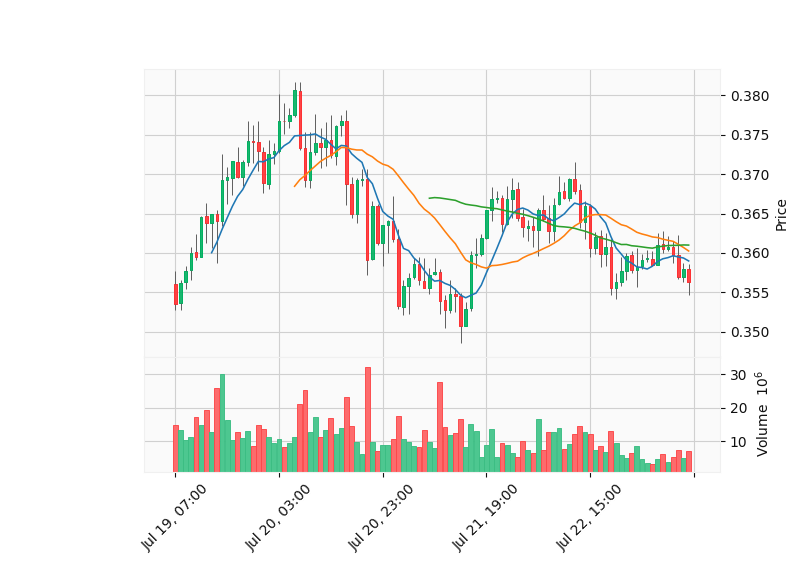 0.380
0.375
0.370
0.365
0.360
0.355
0.350
Price
30
20
10
Volume 10^6
Jul 19, 07:00
Jul 20, 03:00
Jul 20, 23:00
Jul 21, 19:00
Jul 22, 15:00